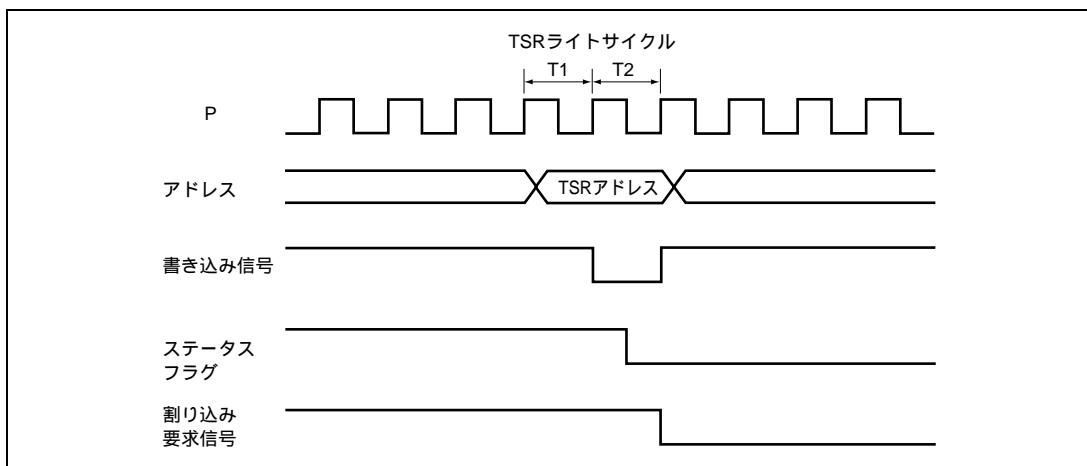 TSRライトサイクル
T1 T2
P
アドレス TSRアドレス
書き込み信号
ステータス
フラグ
割り込み
要求信号